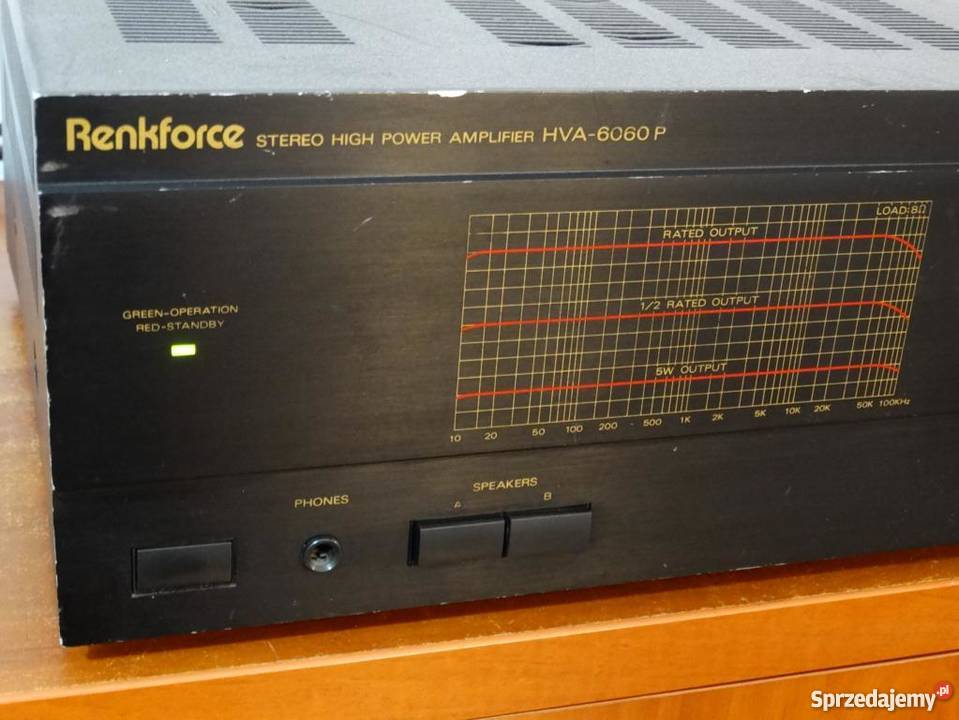 Renkforce STEREO HIGH POWER AMPLIFIER HVA-6060P
LOAD:8Ω
RATED OUTPUT
1/2 RATED OUTPUT
5W OUTPUT
10 20 50 100 200 500 1K 2K 5K 10K 20K 50K 100KHz
GREEN-OPERATION
RED-STANDBY
PHONES
SPEAKERS
A B
Sprzedajemy.pl